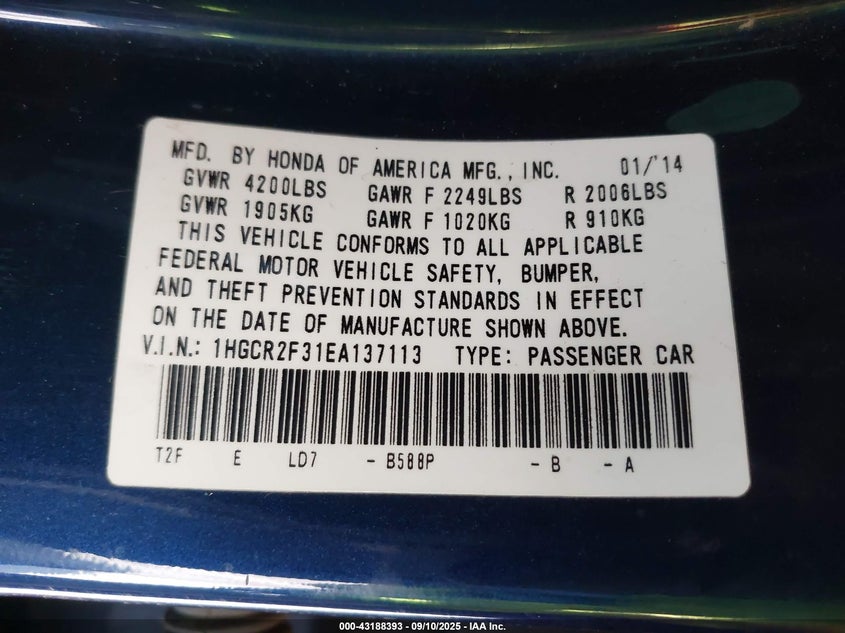 MFD. BY HONDA OF AMERICA MFG., INC. 01/'14
GVWR 4200LBS GAWR F 2249LBS R 2006LBS
GVWR 1905KG GAWR F 1020KG R 910KG
THIS VEHICLE CONFORMS TO ALL APPLICABLE
FEDERAL MOTOR VEHICLE SAFETY, BUMPER,
AND THEFT PREVENTION STANDARDS IN EFFECT
ON THE DATE OF MANUFACTURE SHOWN ABOVE.
V.I.N.: 1HGCR2F31EA137113 TYPE: PASSENGER CAR
T2F E LD7 - B588P - B - A
000-43188393 - 09/10/2025 - IAA Inc.